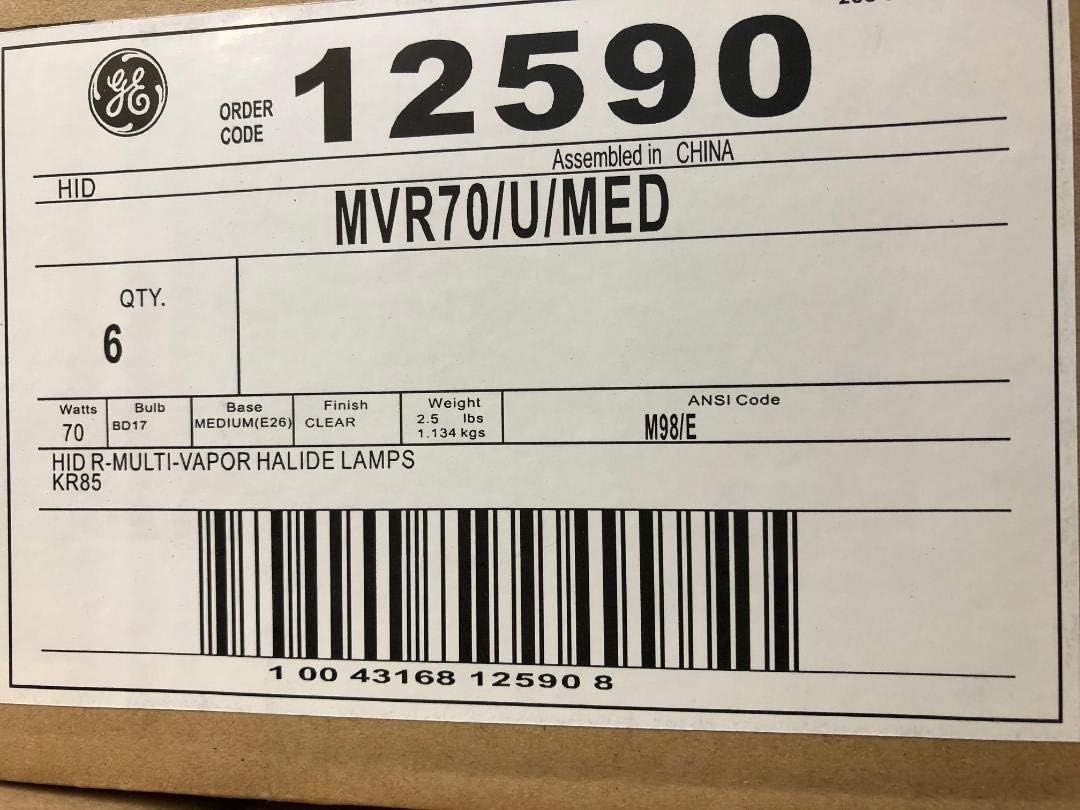 GE
ORDER
CODE
12590
Assembled in CHINA
HID
MVR70/U/MED
QTY.
6
Watts Bulb Base Finish Weight ANSI Code
70 BD17 MEDIUM(E26) CLEAR 2.5 lbs M98/E
1.134 kgs
HID R-MULTI-VAPOR HALIDE LAMPS
KR85
1 00 43168 12590 8